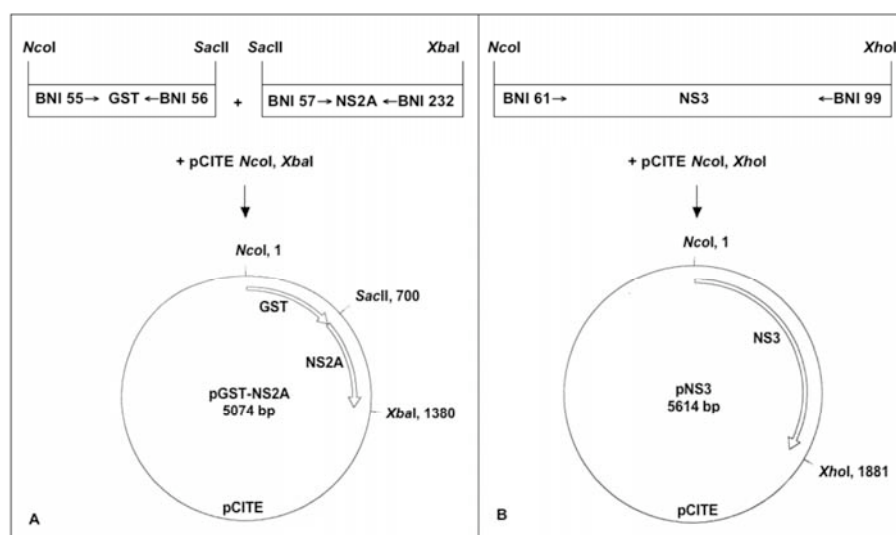 NcoI SacII SacII XbaI
BNI 55→ GST ←BNI 56 + BNI 57→NS2A←BNI 232
+ pCITE NcoI, XbaI
NcoI, 1
SacII, 700
GST
NS2A
pGST-NS2A
5074 bp
XbaI, 1380
pCITE
A
NcoI XhoI
BNI 61→ NS3 ←BNI 99
+ pCITE NcoI, XhoI
NcoI, 1
NS3
pNS3
5614 bp
XhoI, 1881
pCITE
B